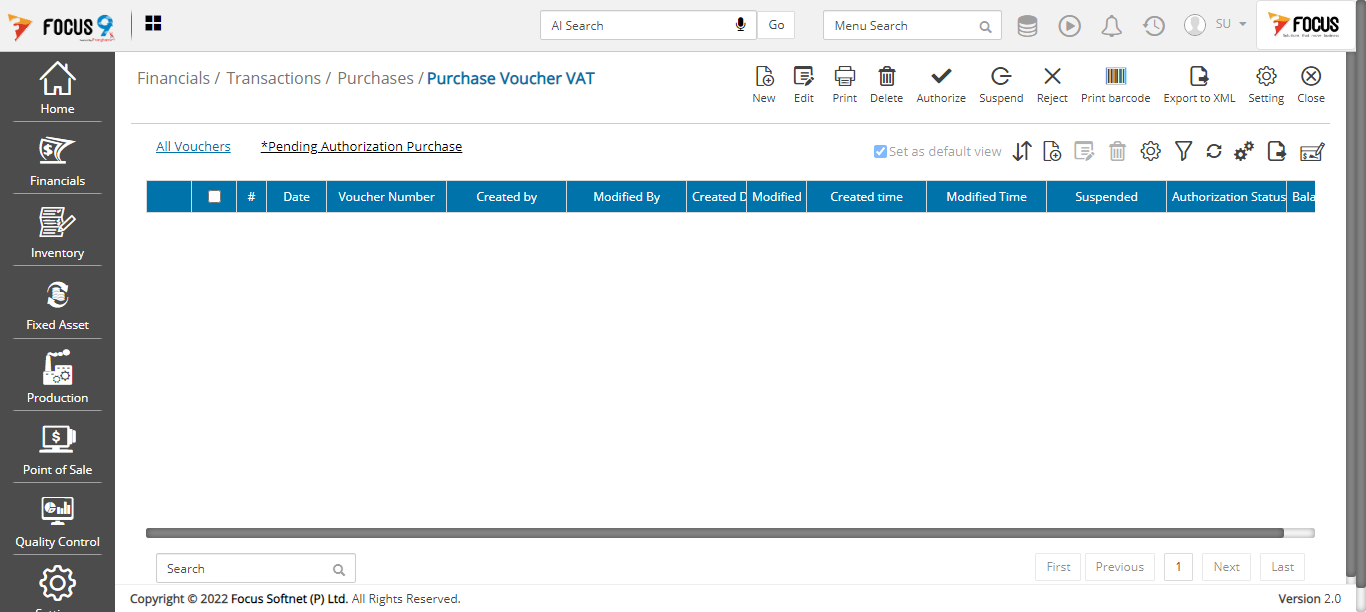 FOCUS 9
AI Search
Go
Menu Search
SU
FOCUS
Home
Financials
Inventory
Fixed Asset
Production
Point of Sale
Quality Control
Financials / Transactions / Purchases / Purchase Voucher VAT
New Edit Print Delete Authorize Suspend Reject Print barcode Export to XML Setting Close
All Vouchers *Pending Authorization Purchase
Set as default view
# Date Voucher Number Created by Modified By Created D Modified Created time Modified Time Suspended Authorization Status Bala
Search
First Previous 1 Next Last
Copyright © 2022 Focus Softnet (P) Ltd. All Rights Reserved.
Version 2.0